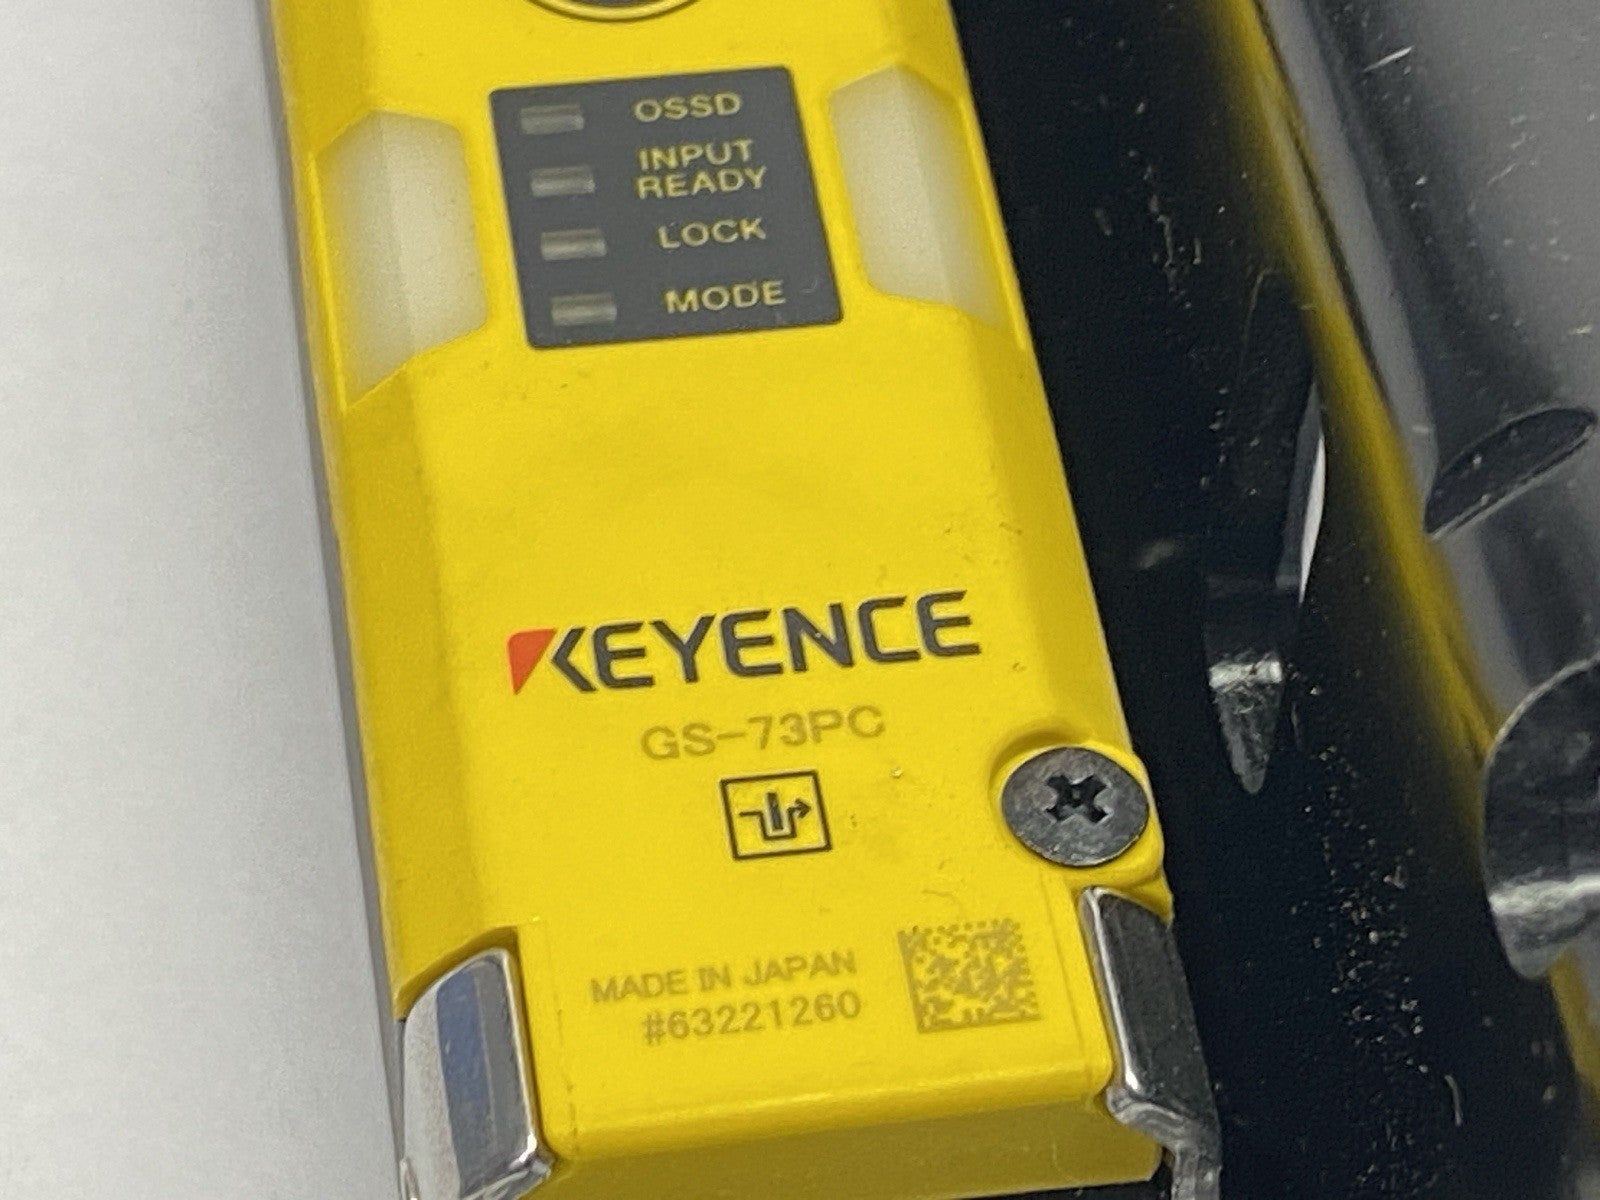 OSSD
INPUT
READY
LOCK
MODE
KEYENCE
GS-73PC
MADE IN JAPAN
#63221260